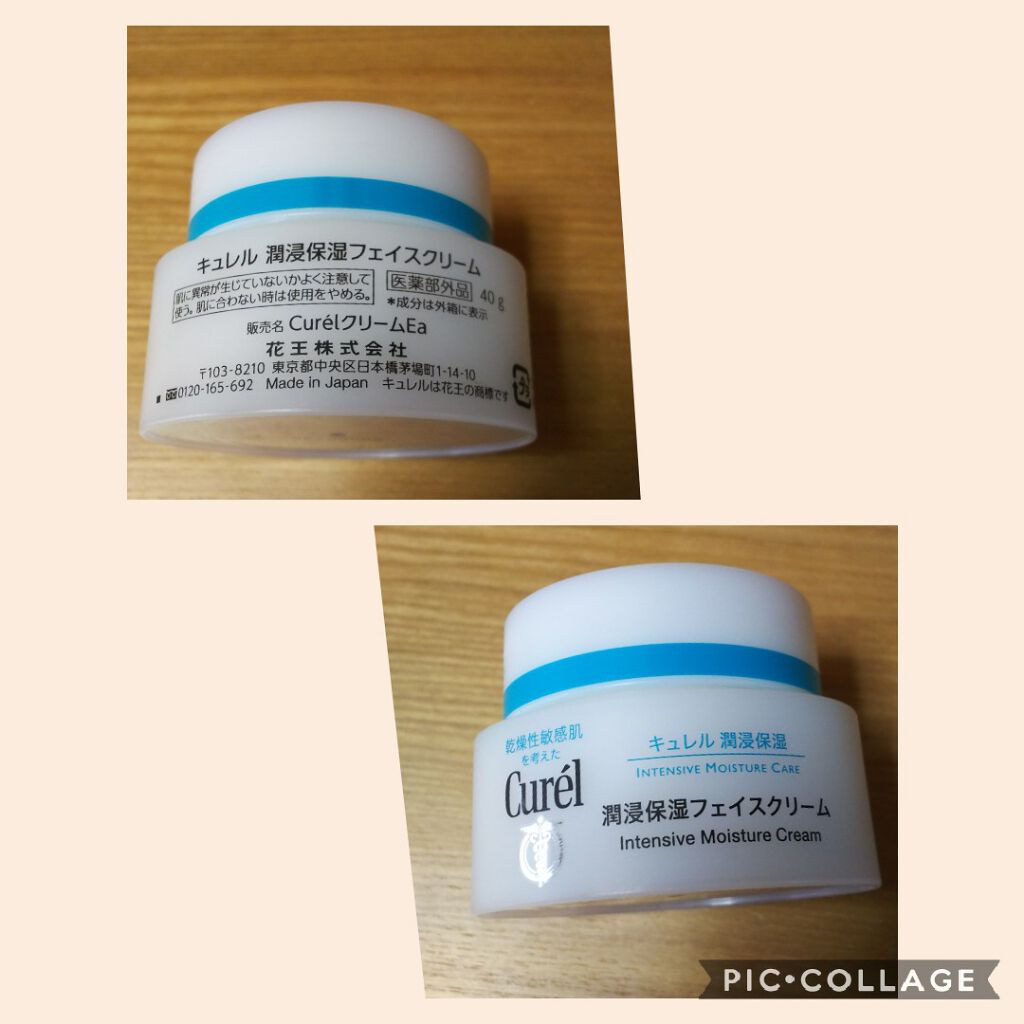 キュレル 潤浸保湿フェイスクリーム
肌に異常が生じていないかよく注意して
使う。肌に合わない時は使用をやめる。
医薬部外品 40g
*成分は外箱に表示
販売名 CurélクリームEa
花王株式会社
〒103-8210 東京都中央区日本橋茅場町1-14-10
0120-165-692 Made in Japan キュレルは花王の商標です
プラ
乾燥性敏感肌
を考えた
Curél
キュレル 潤浸保湿
INTENSIVE MOISTURE CARE
潤浸保湿フェイスクリーム
Intensive Moisture Cream
PIC•COLLAGE